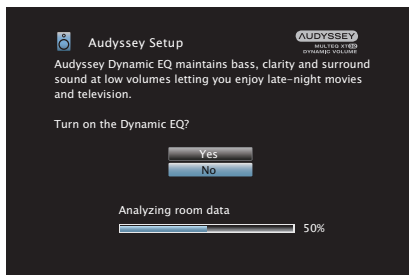 Audyssey Setup
AUDYSSEY
MULTEQ XT32
DYNAMIC VOLUME
Audyssey Dynamic EQ maintains bass, clarity and surround
sound at low volumes letting you enjoy late-night movies
and television.
Turn on the Dynamic EQ?
Yes
No
Analyzing room data
50%